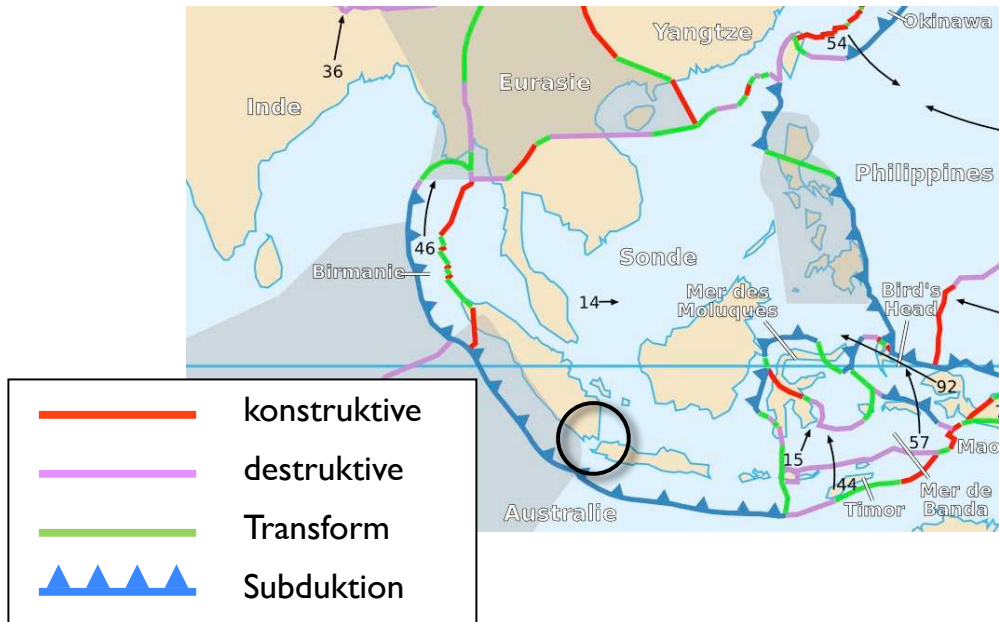 Okinawa
Yangtze
54
36
Eurasie
Inde
Philippines
46
Birmanie
Sonde
14
Mer des
Moluques
Bird's
Head
92
57
15
Mao
44
Timor
Mer de
Banda
Australie
konstruktive
destruktive
Transform
Subduktion